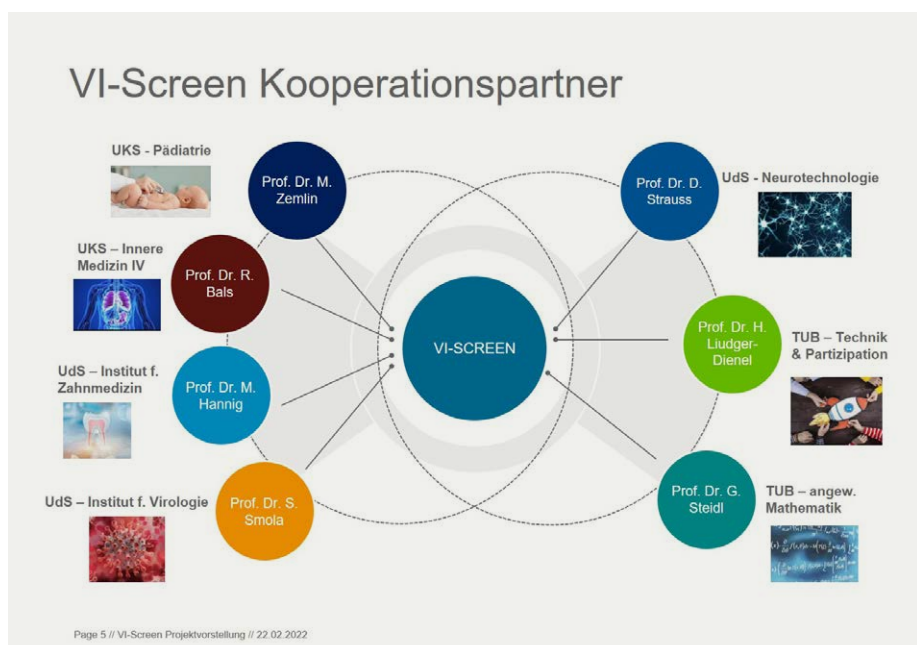 VI-Screen Kooperationspartner
UKS - Pädiatrie
Prof. Dr. M.
Zemlin
UKS – Innere
Medizin IV
Prof. Dr. R.
Bals
UdS – Institut f.
Zahnmedizin
Prof. Dr. M.
Hannig
UdS – Institut f. Virologie
Prof. Dr. S.
Smola
VI-SCREEN
Prof. Dr. D.
Strauss
UdS - Neurotechnologie
Prof. Dr. H.
Liudger-
Dienel
TUB – Technik
& Partizipation
Prof. Dr. G.
Steidl
TUB – angew.
Mathematik
Page 5 // VI-Screen Projektvorstellung // 22.02.2022